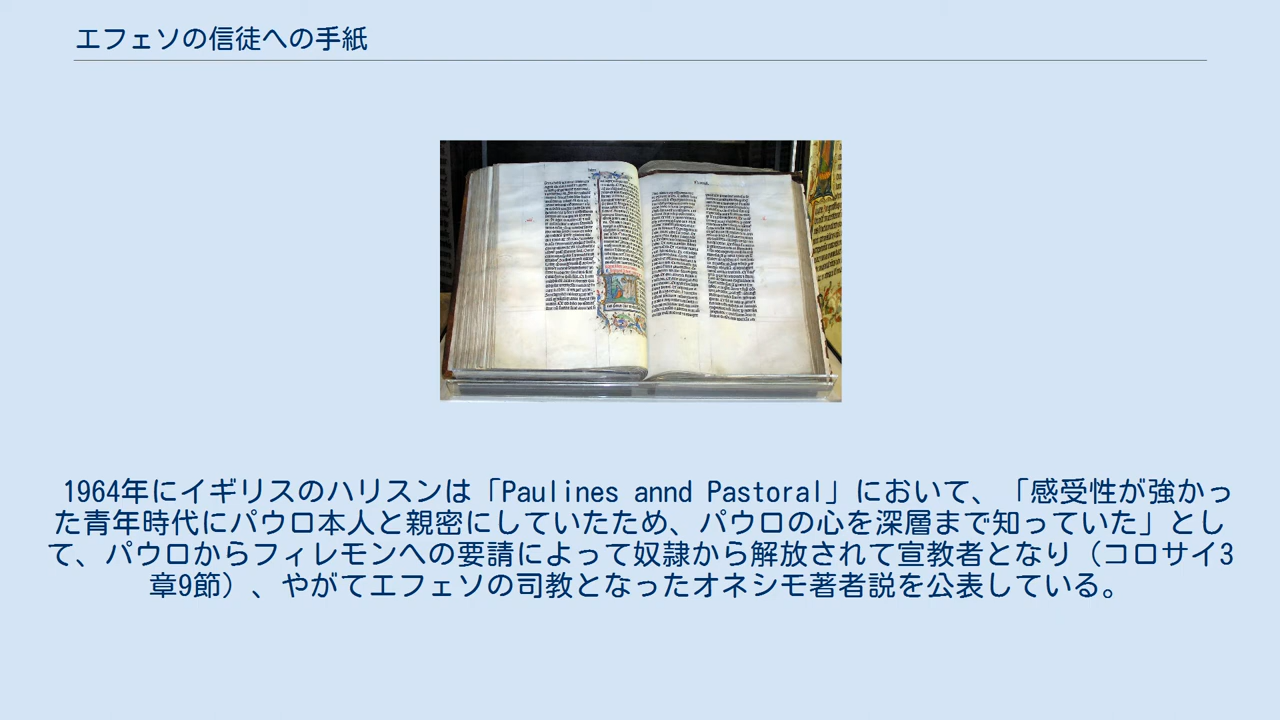 エフェソの信徒への手紙
1964年にイギリスのハリスンは「Paulines annd Pastoral」において、「感受性が強かっ
た青年時代にパウロ本人と親密にしていたため、パウロの心を深層まで知っていた」とし
て、パウロからフィレモンへの要請によって奴隷から解放されて宣教者となり（コロサイ3
章9節）、やがてエフェソの司教となったオネシモ著者説を公表している。